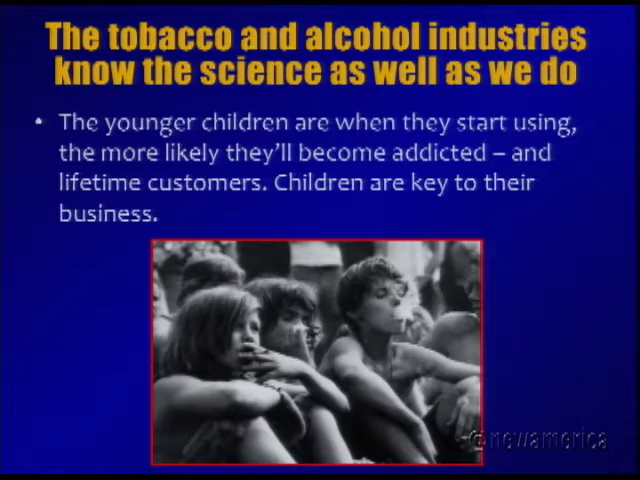 The tobacco and alcohol industries
know the science as well as we do
• The younger children are when they start using,
the more likely they'll become addicted – and
lifetime customers. Children are key to their
business.
@newamerica